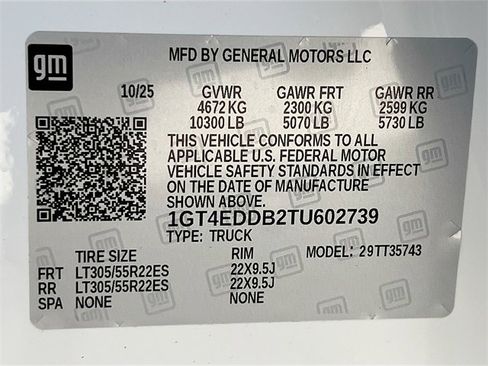 gm
MFD BY GENERAL MOTORS LLC
gm
10/25 GVWR GAWR FRT GAWR RR
4672 KG 2300 KG 2599 KG
10300 LB 5070 LB 5730 LB
THIS VEHICLE CONFORMS TO ALL
APPLICABLE U.S. FEDERAL MOTOR
VEHICLE SAFETY STANDARDS IN
EFFECT ON THE DATE OF MANUFACTURE
SHOWN ABOVE.
1GT4EDDB2TU602739
TYPE: TRUCK MODEL: 29TT35743
TIRE SIZE RIM
FRT LT305/55R22ES 22X9.5J
RR LT305/55R22ES 22X9.5J
SPA NONE NONE